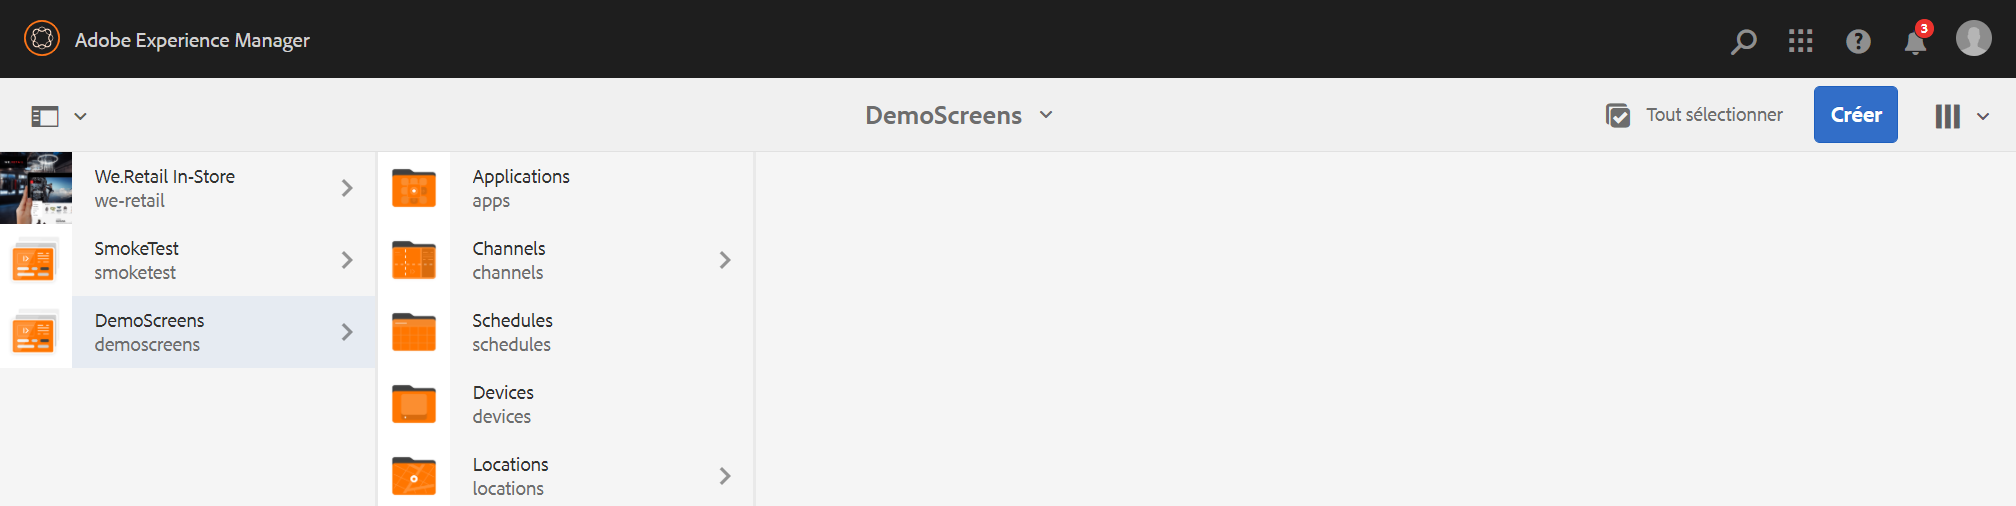 Adobe Experience Manager
3
DemoScreens
Tout sélectionner
Créer
We.Retail In-Store
we-retail
SmokeTest
smoketest
DemoScreens
demoscreens
Applications
apps
Channels
channels
Schedules
schedules
Devices
devices
Locations
locations